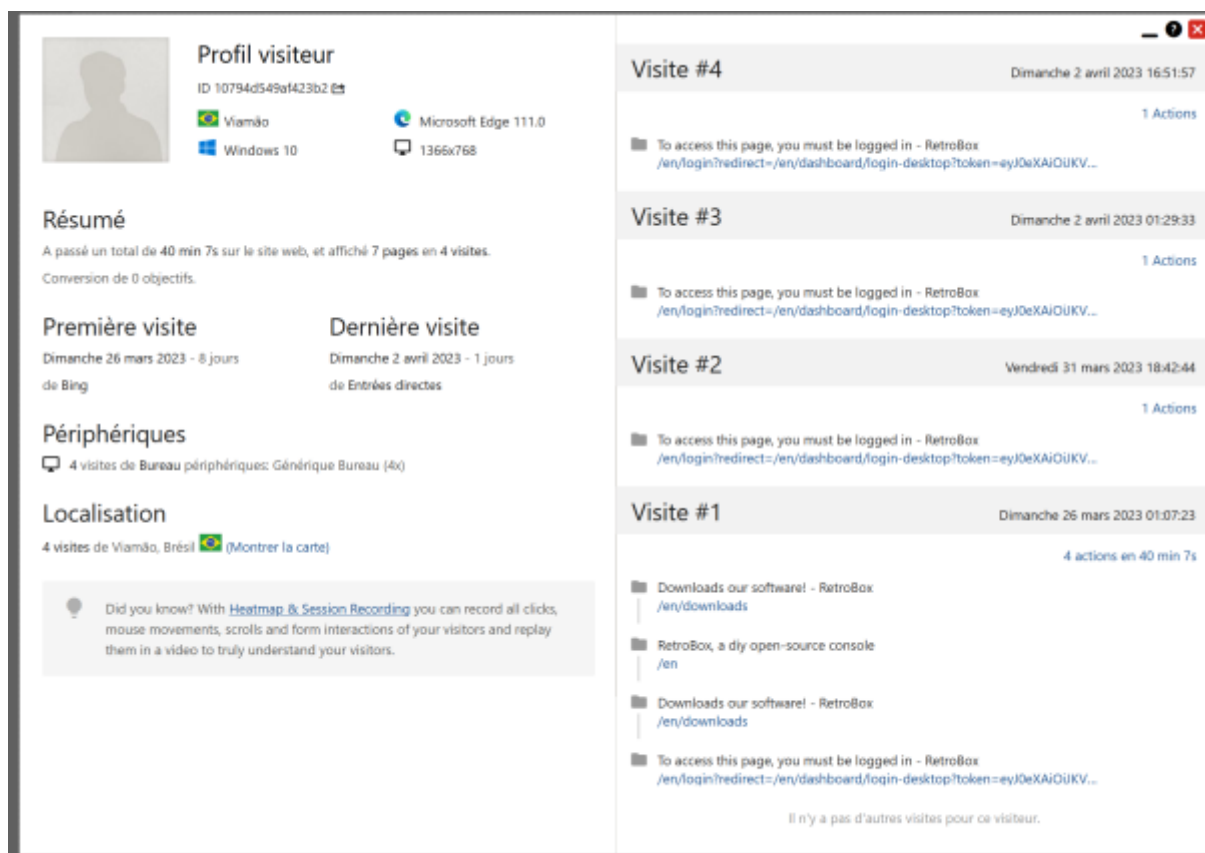 Profil visiteur
ID 10794d549af423b2
Viamão
Microsoft Edge 111.0
Windows 10
1366x768
Résumé
A passé un total de 40 min 7s sur le site web, et affiché 7 pages en 4 visites.
Conversion de 0 objectifs.
Première visite
Dimanche 26 mars 2023 - 8 jours
de Bing
Dernière visite
Dimanche 2 avril 2023 - 1 jours
de Entrées directes
Périphériques
4 visites de Bureau périphériques: Générique Bureau (4x)
Localisation
4 visites de Viamão, Brésil (Montrer la carte)
Did you know? With Heatmap & Session Recording you can record all clicks,
mouse movements, scrolls and form interactions of your visitors and replay
them in a video to truly understand your visitors.
Visite #4
Dimanche 2 avril 2023 16:51:57
1 Actions
To access this page, you must be logged in - RetroBox
/en/login?redirect=/en/dashboard/login-desktop?token=eyJ0eXAiOiJKV...
Visite #3
Dimanche 2 avril 2023 01:29:33
1 Actions
To access this page, you must be logged in - RetroBox
/en/login?redirect=/en/dashboard/login-desktop?token=eyJ0eXAiOiJKV...
Visite #2
Vendredi 31 mars 2023 18:42:44
1 Actions
To access this page, you must be logged in - RetroBox
/en/login?redirect=/en/dashboard/login-desktop?token=eyJ0eXAiOiJKV...
Visite #1
Dimanche 26 mars 2023 01:07:23
4 actions en 40 min 7s
Downloads our software! - RetroBox
/en/downloads
RetroBox, a diy open-source console
/en
Downloads our software! - RetroBox
/en/downloads
To access this page, you must be logged in - RetroBox
/en/login?redirect=/en/dashboard/login-desktop?token=eyJ0eXAiOiJKV...
Il n'y a pas d'autres visites pour ce visiteur.